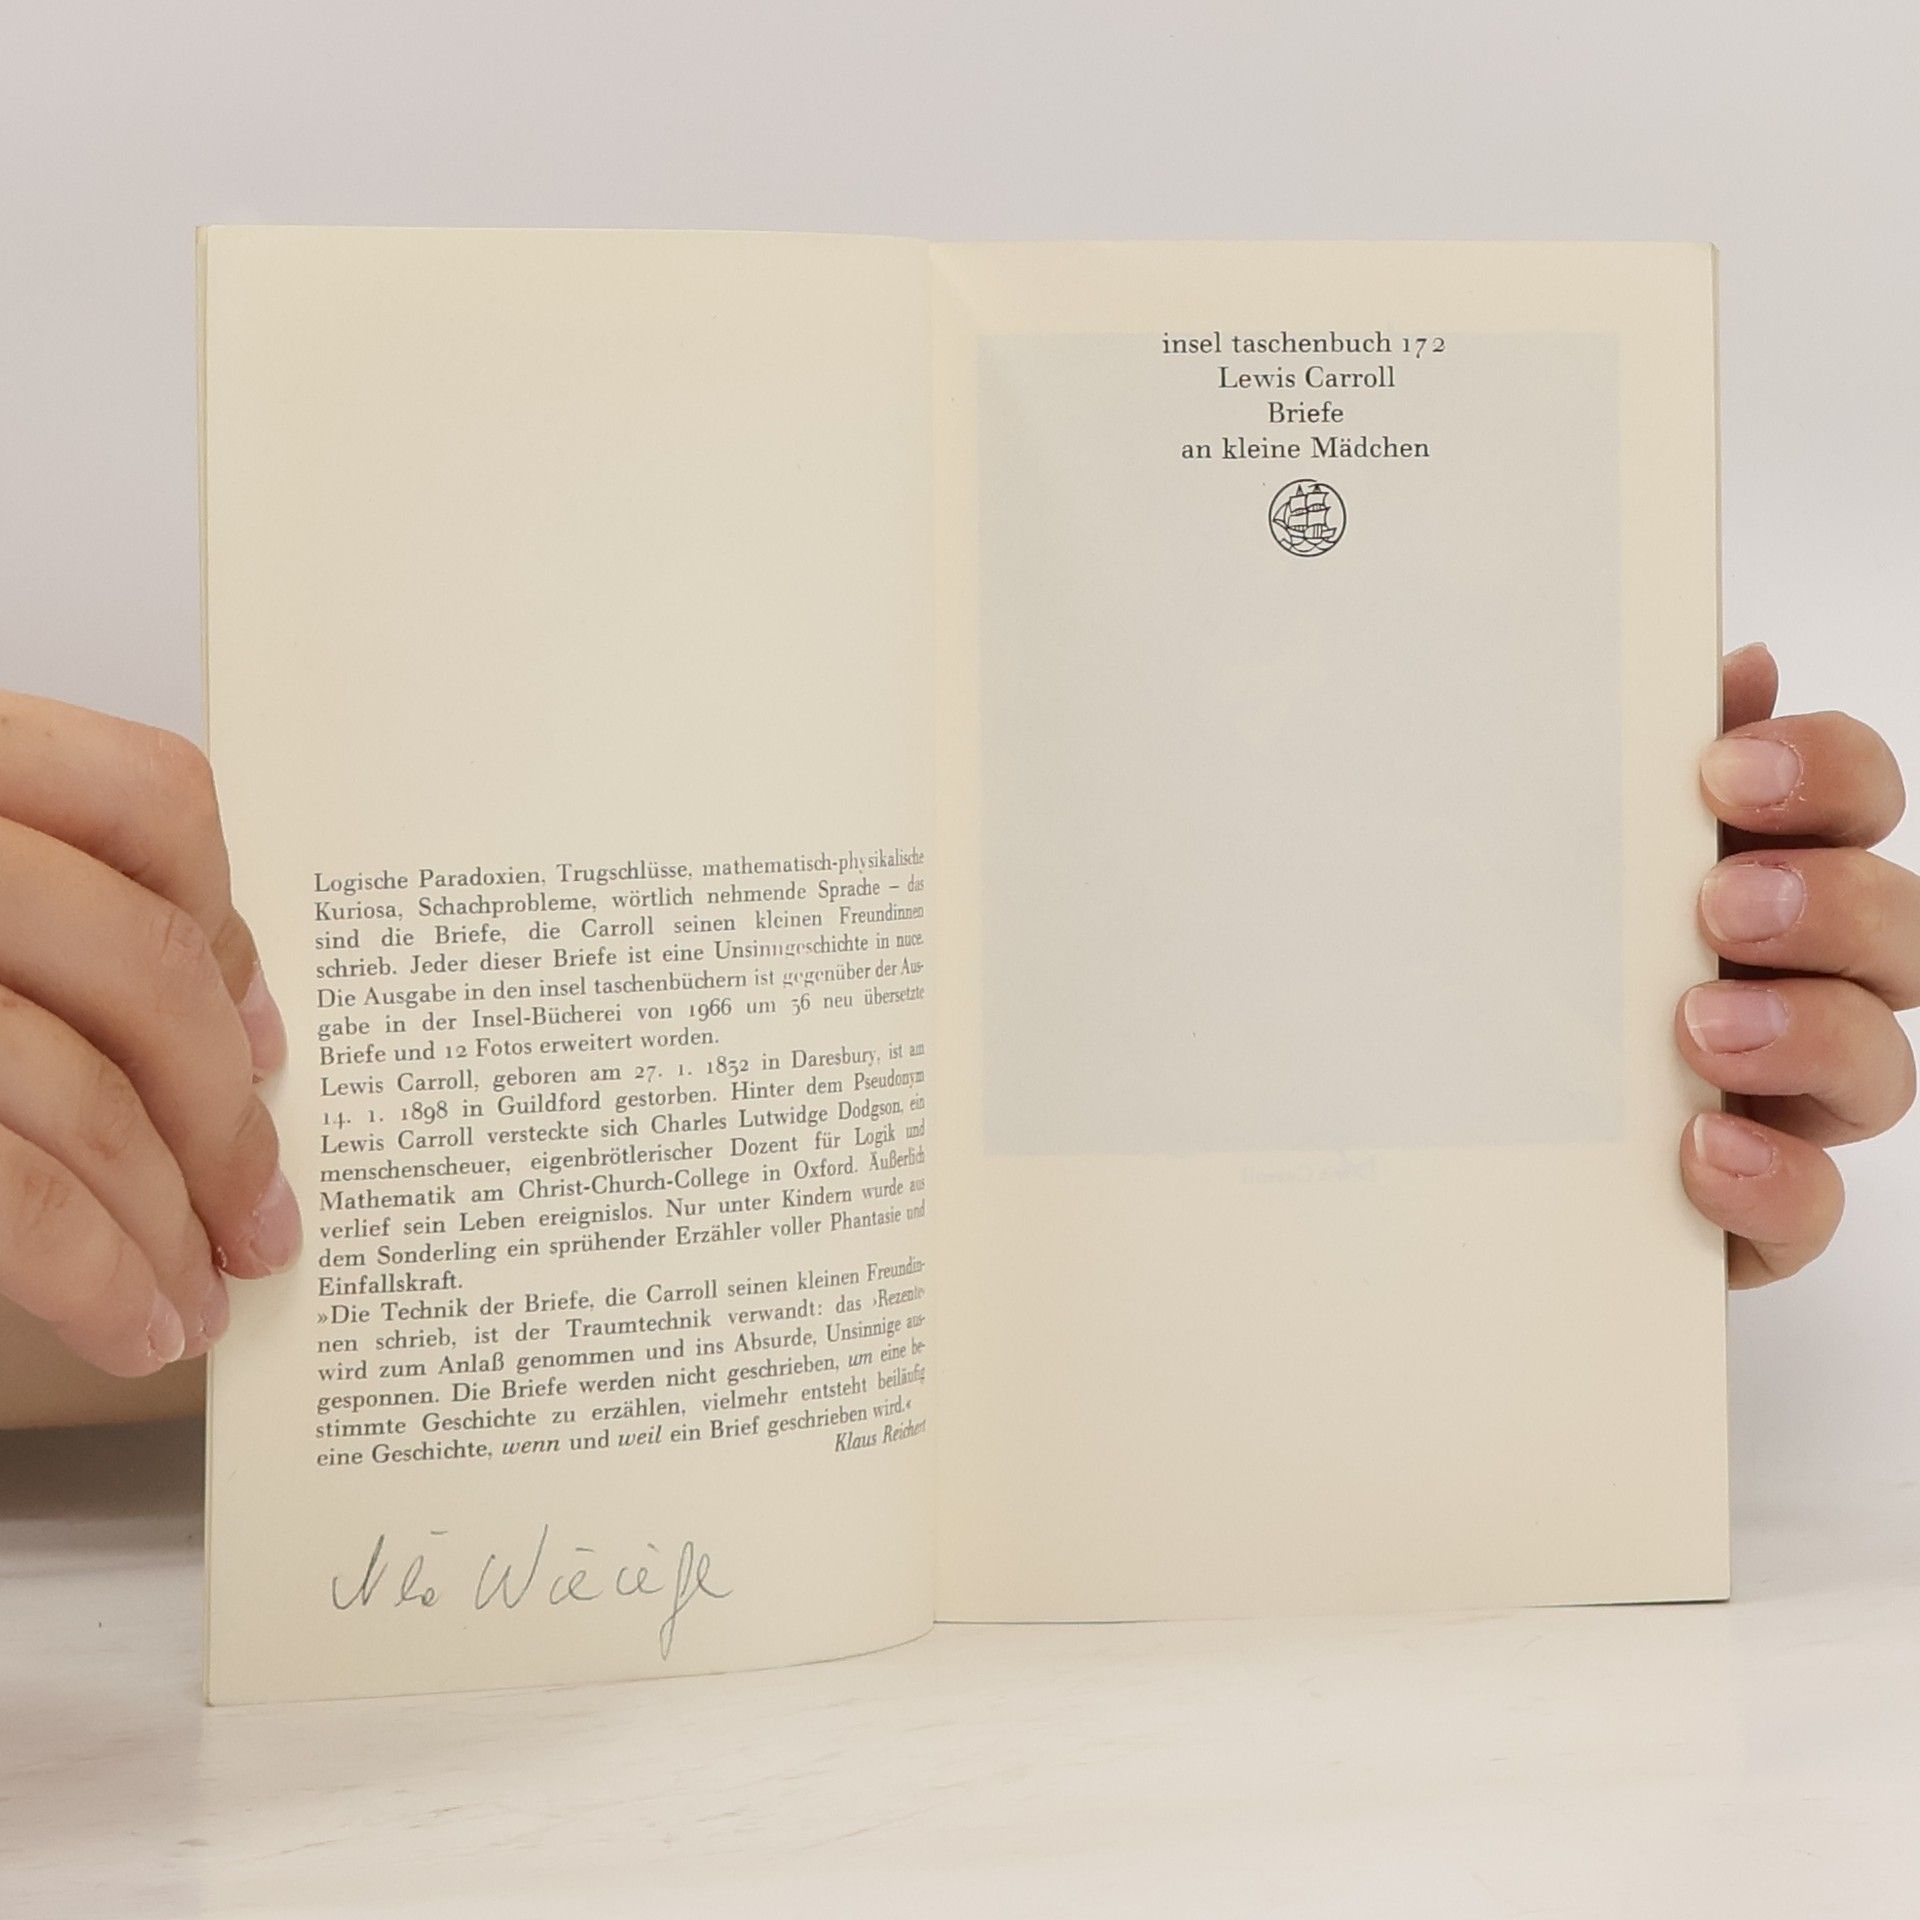 Logische Paradoxien, Trugschlüsse, mathematisch-physikalische
Kuriosa, Schachprobleme, wörtlich nehmende Sprache – das
sind die Briefe, die Carroll seinen kleinen Freundinnen
schrieb. Jeder dieser Briefe ist eine Unsinngeschichte in nuce.
Die Ausgabe in den insel taschenbüchern ist gegenüber der Aus-
gabe in der Insel-Bücherei von 1966 um 36 neu übersetzte
Briefe und 12 Fotos erweitert worden.
Lewis Carroll, geboren am 27. 1. 1832 in Daresbury, ist am
14. 1. 1898 in Guildford gestorben. Hinter dem Pseudonym
Lewis Carroll versteckte sich Charles Lutwidge Dodgson, ein
menschenscheuer, eigenbrötlerischer Dozent für Logik und
Mathematik am Christ-Church-College in Oxford. Äußerlich
verlief sein Leben ereignislos. Nur unter Kindern wurde aus
dem Sonderling ein sprühender Erzähler voller Phantasie und
Einfallskraft.
»Die Technik der Briefe, die Carroll seinen kleinen Freundin-
nen schrieb, ist der Traumtechnik verwandt: das ›Rezente‹
wird zum Anlaß genommen und ins Absurde, Unsinnige aus-
gesponnen. Die Briefe werden nicht geschrieben, um eine be-
stimmte Geschichte zu erzählen, vielmehr entsteht beiläufig
eine Geschichte, wenn und weil ein Brief geschrieben wird.«
Klaus Reichert
insel taschenbuch 172
Lewis Carroll
Briefe
an kleine Mädchen